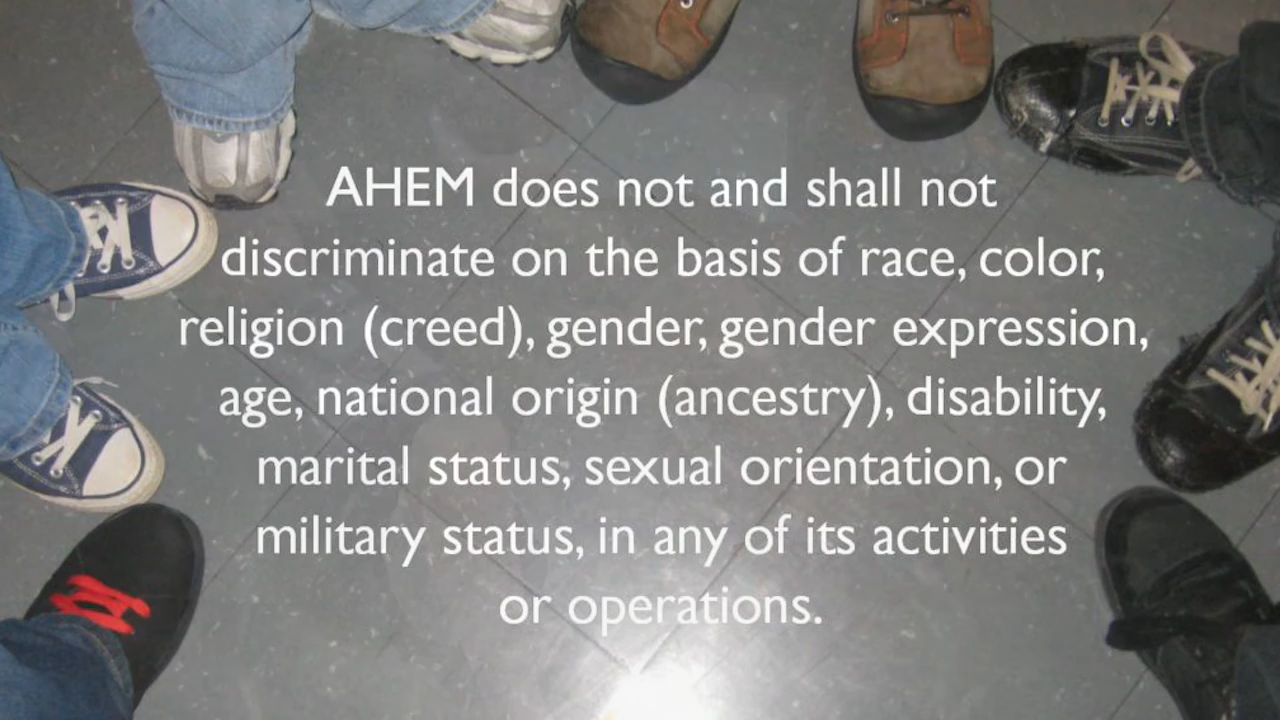 AHEM does not and shall not
discriminate on the basis of race, color,
religion (creed), gender, gender expression,
age, national origin (ancestry), disability,
marital status, sexual orientation, or
military status, in any of its activities
or operations.